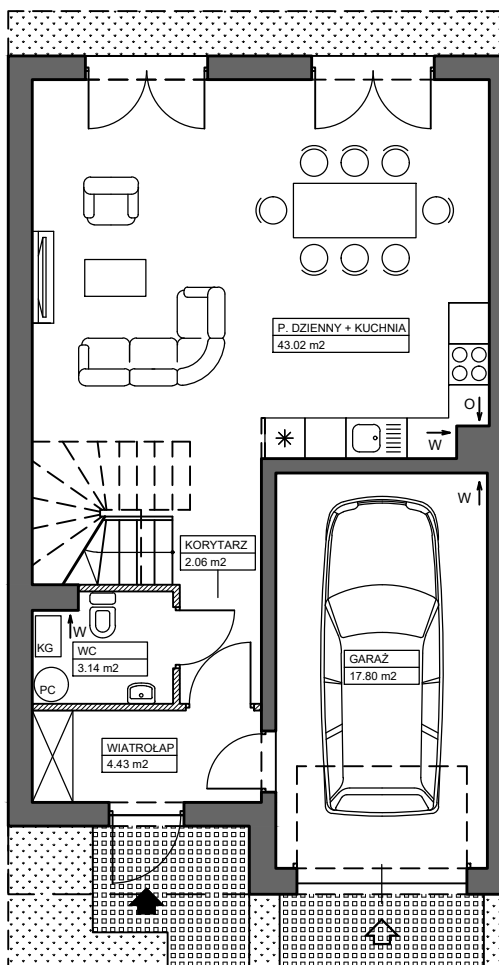 P. DZIENNY + KUCHNIA
43.02 m2
O
W
W
KORYTARZ
2.06 m2
W
KG
WC
3.14 m2
PC
GARAŻ
17.80 m2
WIATROŁAP
4.43 m2